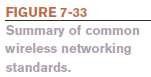 FIGURE 7-33
Summary of common
wireless networking
standards.